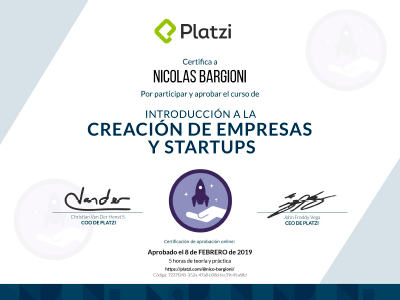 Platzi
Certifica a
NICOLAS BARGIONI
Por participar y aprobar el curso de
INTRODUCCIÓN A LA
CREACIÓN DE EMPRESAS
Y STARTUPS
Christian Van Der Henst S
COO DE PLATZI
John Freddy Vega
CEO DE PLATZI
Certificación de aprobación online:
Aprobado el 8 de FEBRERO de 2019
5 horas de teoría y práctica
https://platzi.com/@nico-bargioni/
Código: